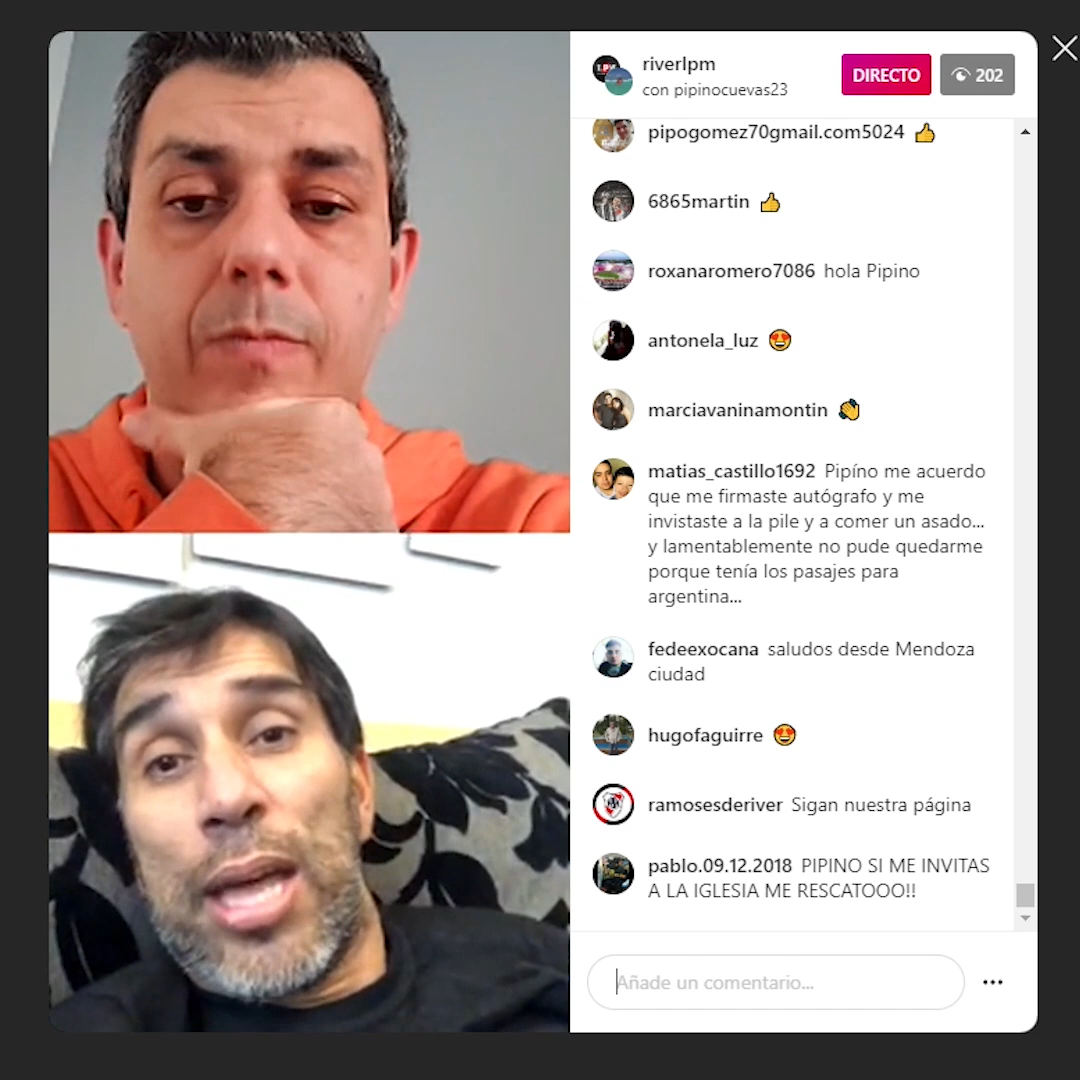 riverlpm
con pipinocuevas23
DIRECTO
202
pipogomez70gmail.com5024 👍
6865martin 👍
roxanaromero7086 hola Pipino
antonela_luz 😍
marciavaninamontin 👏
matias_castillo1692 Pipíno me acuerdo
que me firmaste autógrafo y me
invistaste a la pile y a comer un asado...
y lamentablemente no pude quedarme
porque tenía los pasajes para
argentina...
fedeexocana saludos desde Mendoza
ciudad
hugofaguirre 😍
ramosesderiver Sigan nuestra página
pablo.09.12.2018 PIPINO SI ME INVITAS
A LA IGLESIA ME RESCATOOO!!
Añade un comentario...